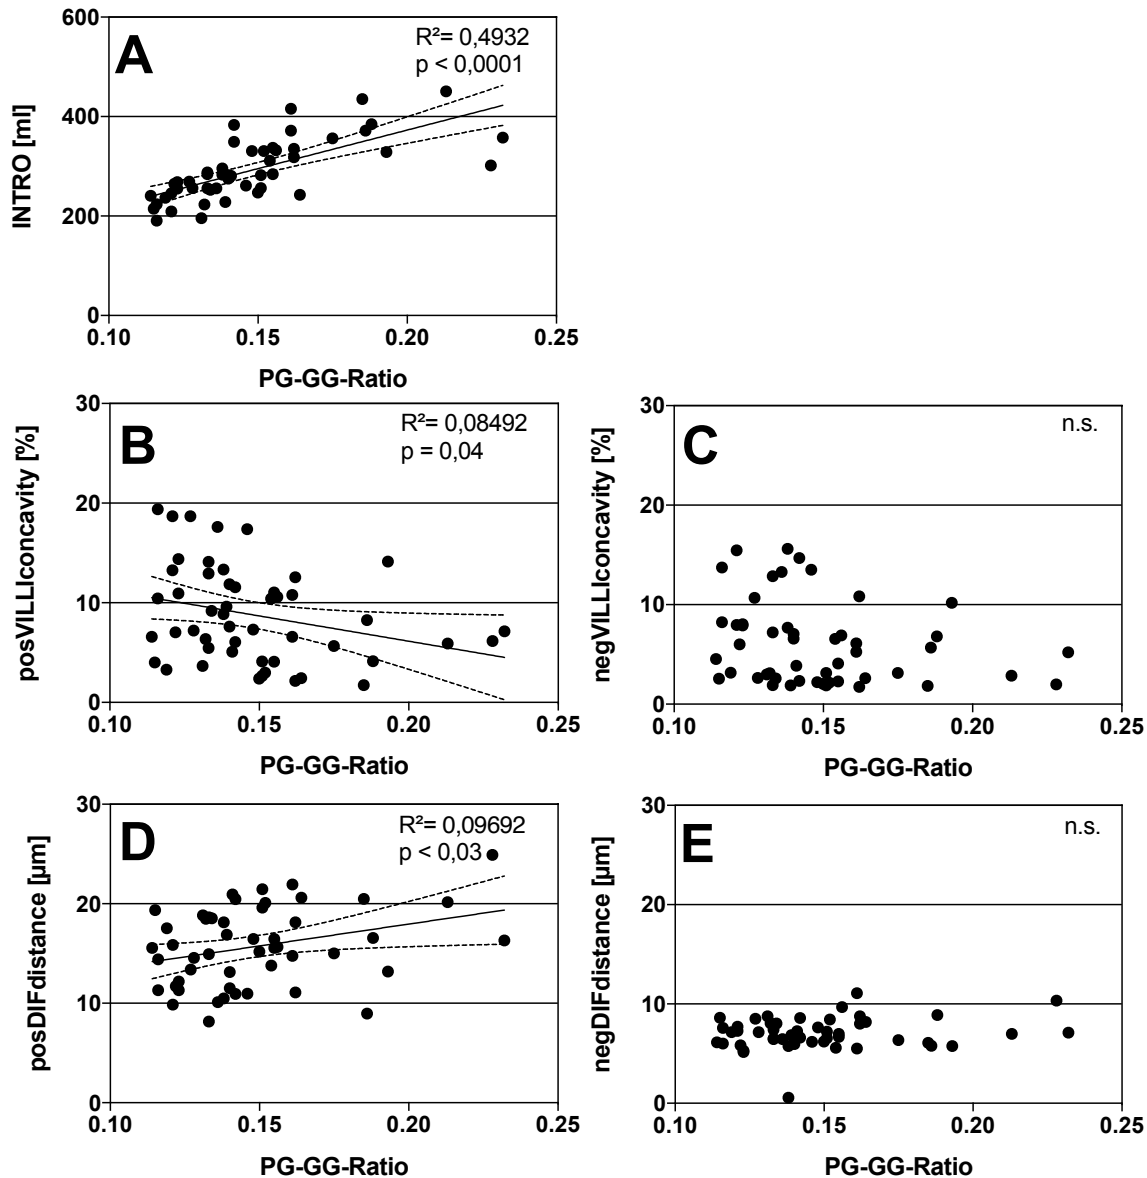 600
400
200
0
INTRO [ml]
A
R²= 0,4932
p < 0,0001
0.10 0.15 0.20 0.25
PG-GG-Ratio
30
20
10
0
posVILLIconcavity [%]
B
R²= 0,08492
p = 0,04
0.10 0.15 0.20 0.25
PG-GG-Ratio
30
20
10
0
negVILLIconcavity [%]
C
n.s.
0.10 0.15 0.20 0.25
PG-GG-Ratio
30
20
10
0
posDIFdistance [µm]
D
R²= 0,09692
p < 0,03
0.10 0.15 0.20 0.25
PG-GG-Ratio
30
20
10
0
negDIFdistance [µm]
E
n.s.
0.10 0.15 0.20 0.25
PG-GG-Ratio